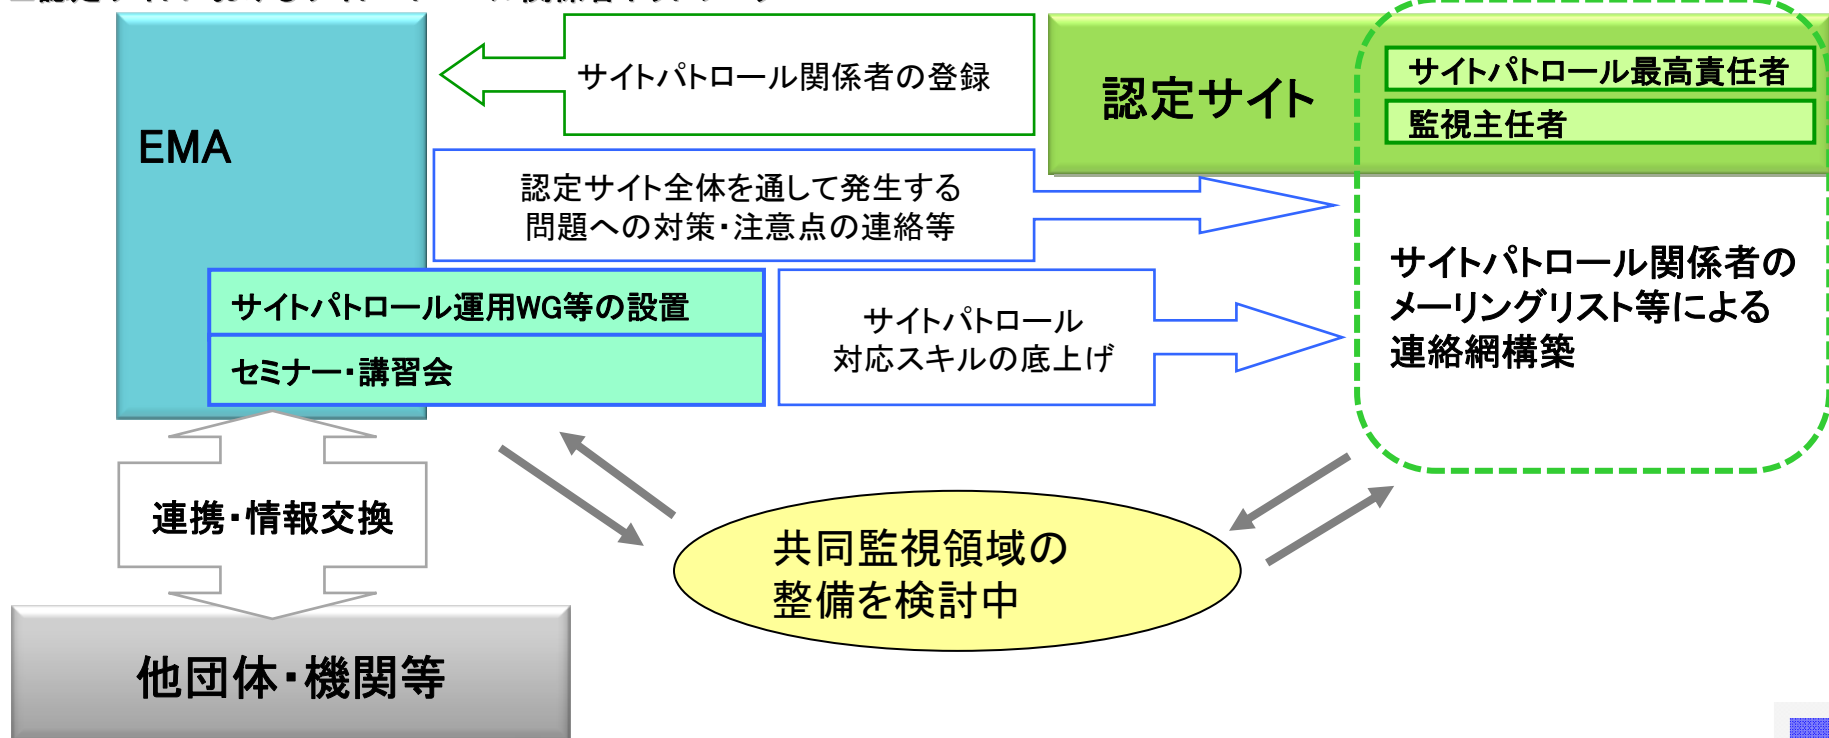 サイトパトロール関係者の登録
認定サイト
サイトパトロール最高責任者
監視主任者
EMA
認定サイト全体を通して発生する
問題への対策・注意点の連絡等
サイトパトロール運用WG等の設置
セミナー・講習会
サイトパトロール
対応スキルの底上げ
サイトパトロール関係者の
メーリングリスト等による
連絡網構築
連携・情報交換
共同監視領域の
整備を検討中
他団体・機関等